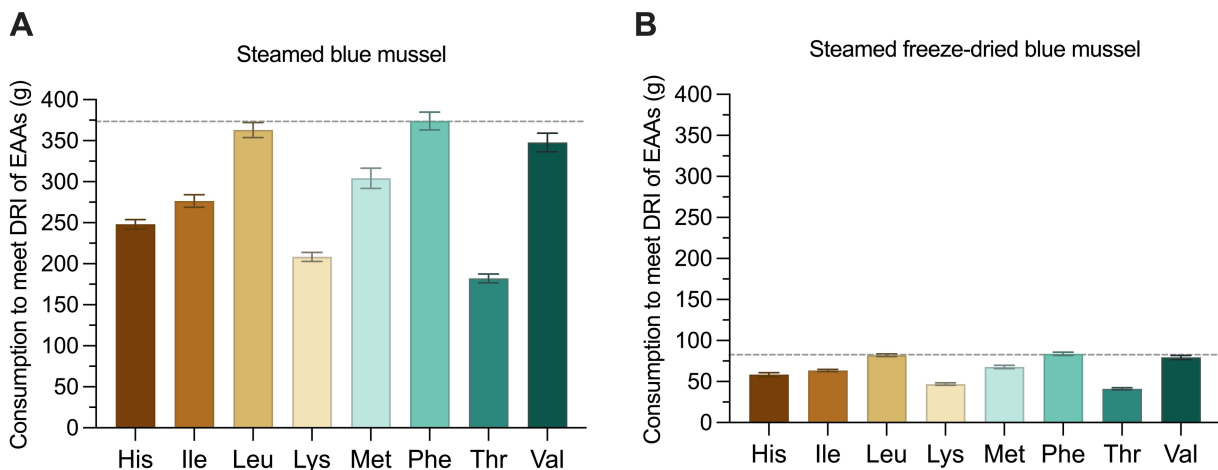 A
Steamed blue mussel
Consumption to meet DRI of EAAs (g)
400
350
300
250
200
150
100
50
0
His Ile Leu Lys Met Phe Thr Val
B
Steamed freeze-dried blue mussel
Consumption to meet DRI of EAAs (g)
400
350
300
250
200
150
100
50
0
His Ile Leu Lys Met Phe Thr Val